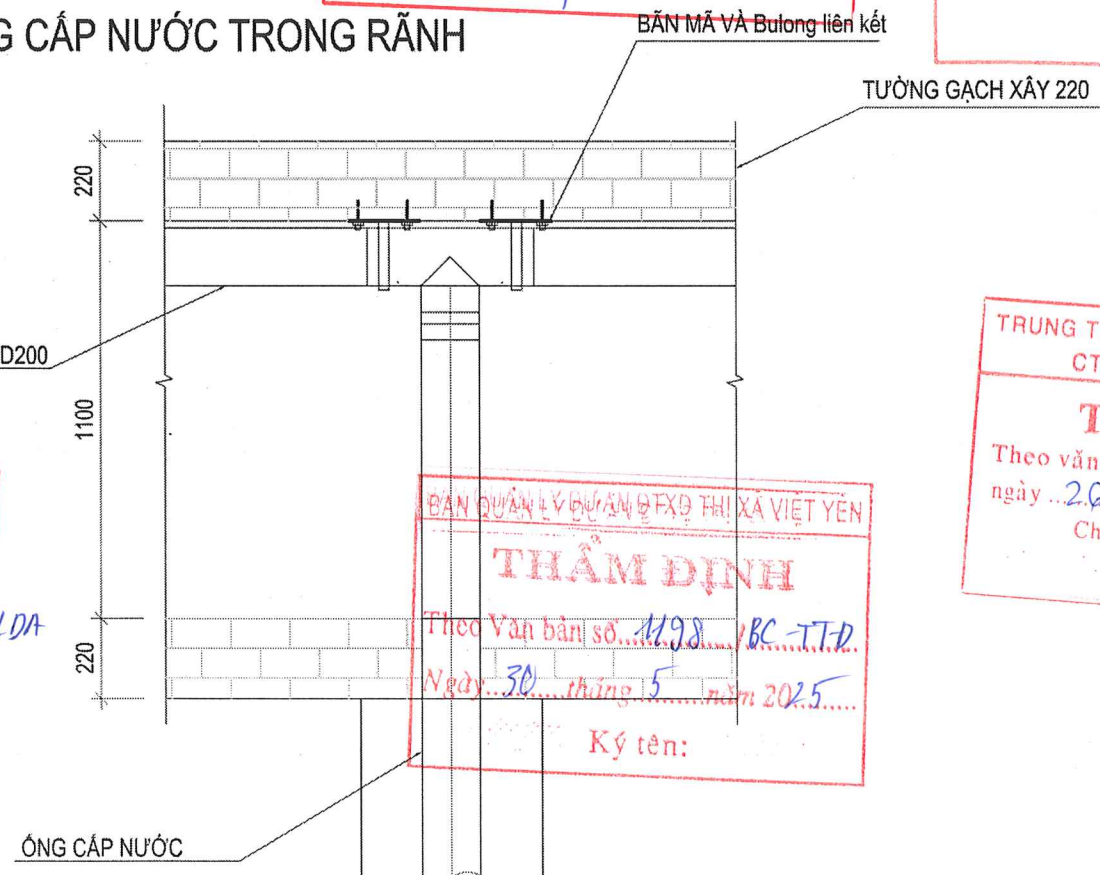 G CẤP NƯỚC TRONG RÃNH
BÃN MÃ VÀ Bulong liên kết
TƯỜNG GẠCH XÂY 220
220
D200
1100
220
ỐNG CẤP NƯỚC
BAN QUẢN LÝ DỰ ÁN ĐTXD THỊ XÃ VIỆT YÊN
THẨM ĐỊNH
Theo Văn bản số....1198..../BC-TTĐ
Ngày...30....tháng...5....năm 2025....
Ký tên:
TRUNG T
CT
T
Theo văn
ngày ...26
Ch
LDA